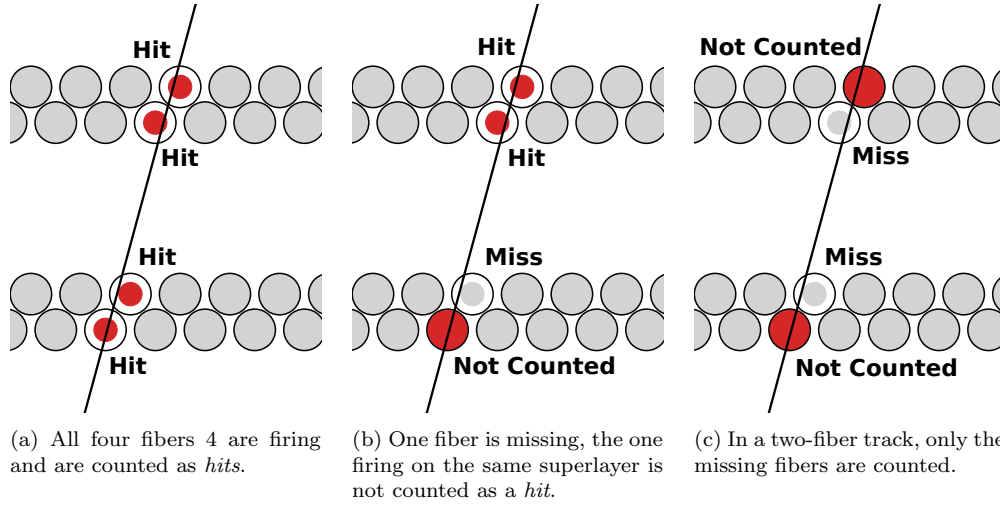 Hit
Hit
Hit
Hit
(a) All four fibers 4 are firing
and are counted as hits.
Hit
Hit
Miss
Not Counted
(b) One fiber is missing, the one
firing on the same superlayer is
not counted as a hit.
Not Counted
Miss
Miss
Not Counted
(c) In a two-fiber track, only the
missing fibers are counted.